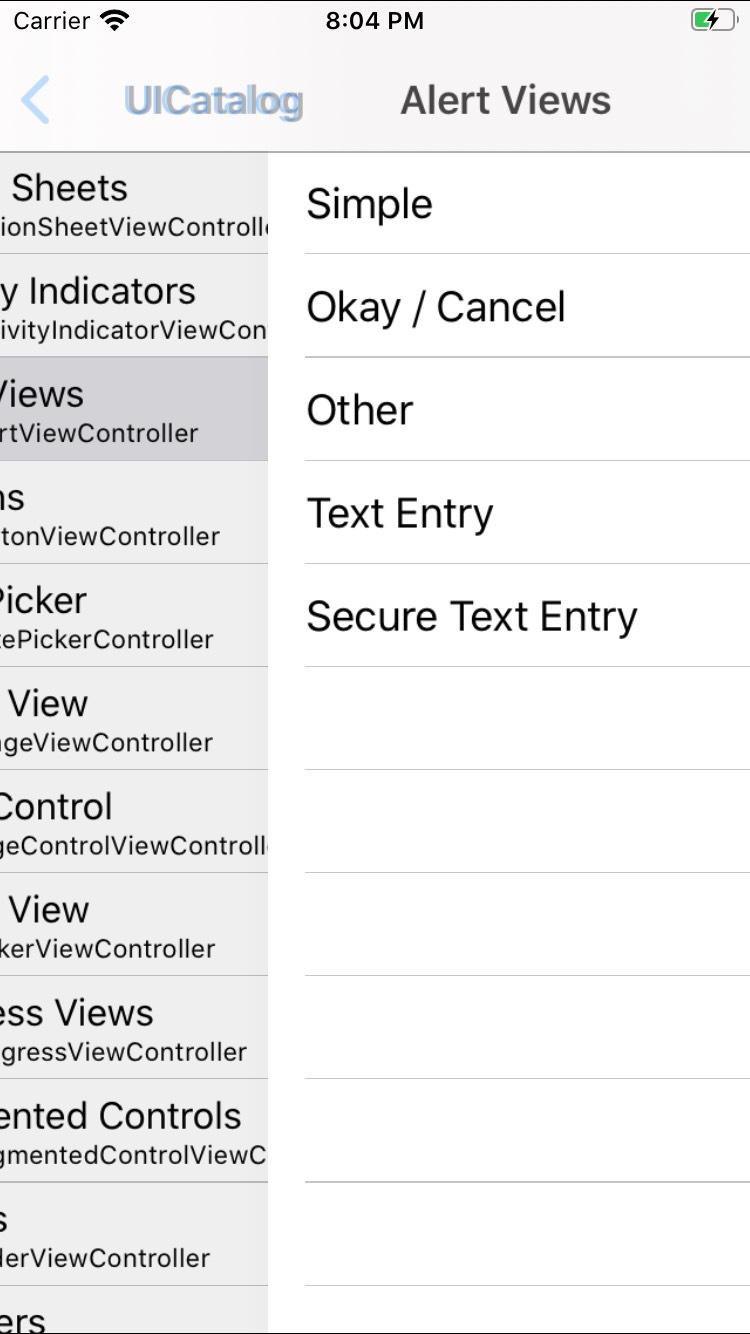 Carrier 8:04 PM
UICatalog Alert Views
Sheets
ionSheetViewControll
y Indicators
ivityIndicatorViewCon
Views
rtViewController
ns
tonViewController
Picker
tePickerController
View
ageViewController
Control
geControlViewControll
View
kerViewController
ess Views
gressViewController
ented Controls
gmentedControlViewC
s
derViewController
ers
Simple
Okay / Cancel
Other
Text Entry
Secure Text Entry